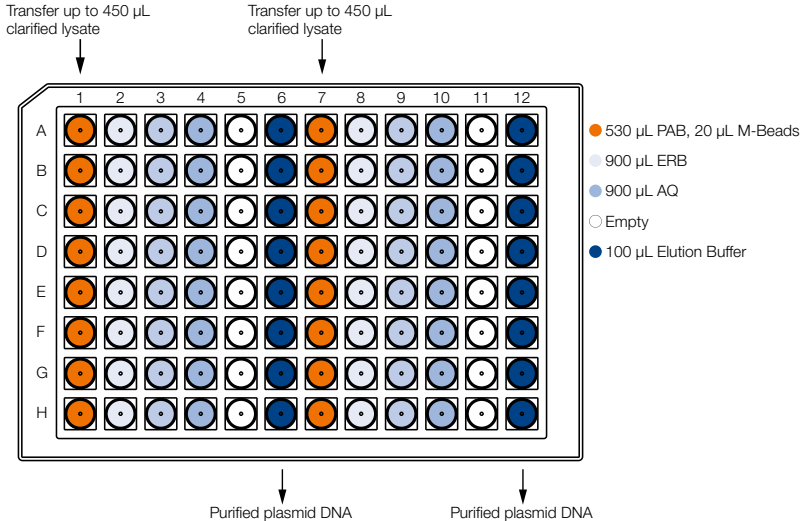 Transfer up to 450 µL
clarified lysate
Transfer up to 450 µL
clarified lysate
1 2 3 4 5 6 7 8 9 10 11 12
A
B
C
D
E
F
G
H
530 µL PAB, 20 µL M-Beads
900 µL ERB
900 µL AQ
Empty
100 µL Elution Buffer
Purified plasmid DNA
Purified plasmid DNA